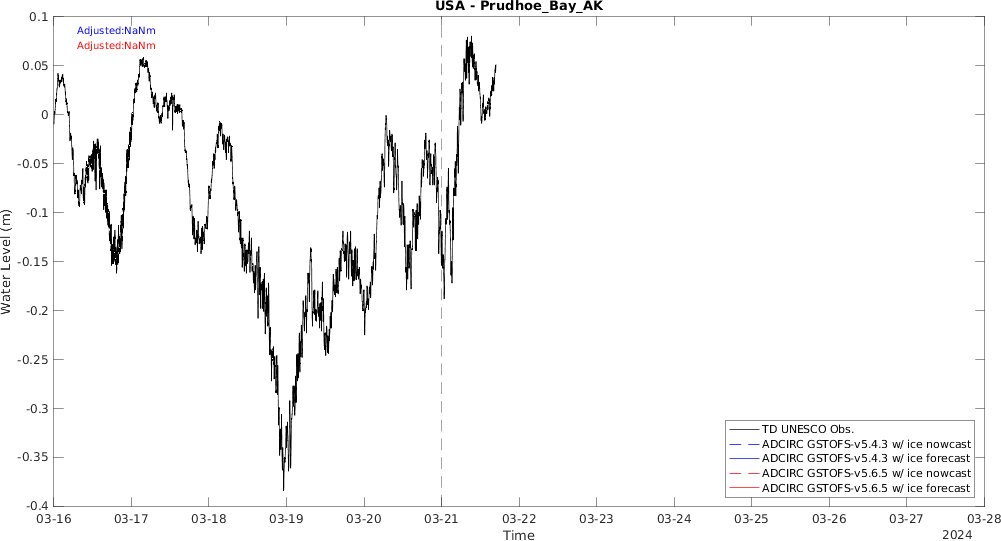 USA - Prudhoe_Bay_AK
Adjusted:NaNm
Adjusted:NaNm
0.1
0.05
0
-0.05
-0.1
-0.15
-0.2
-0.25
-0.3
-0.35
-0.4
Water Level (m)
TD UNESCO Obs.
ADCIRC GSTOFS-v5.4.3 w/ ice nowcast
ADCIRC GSTOFS-v5.4.3 w/ ice forecast
ADCIRC GSTOFS-v5.6.5 w/ ice nowcast
ADCIRC GSTOFS-v5.6.5 w/ ice forecast
03-16 03-17 03-18 03-19 03-20 03-21 03-22 03-23 03-24 03-25 03-26 03-27 03-28
Time
2024